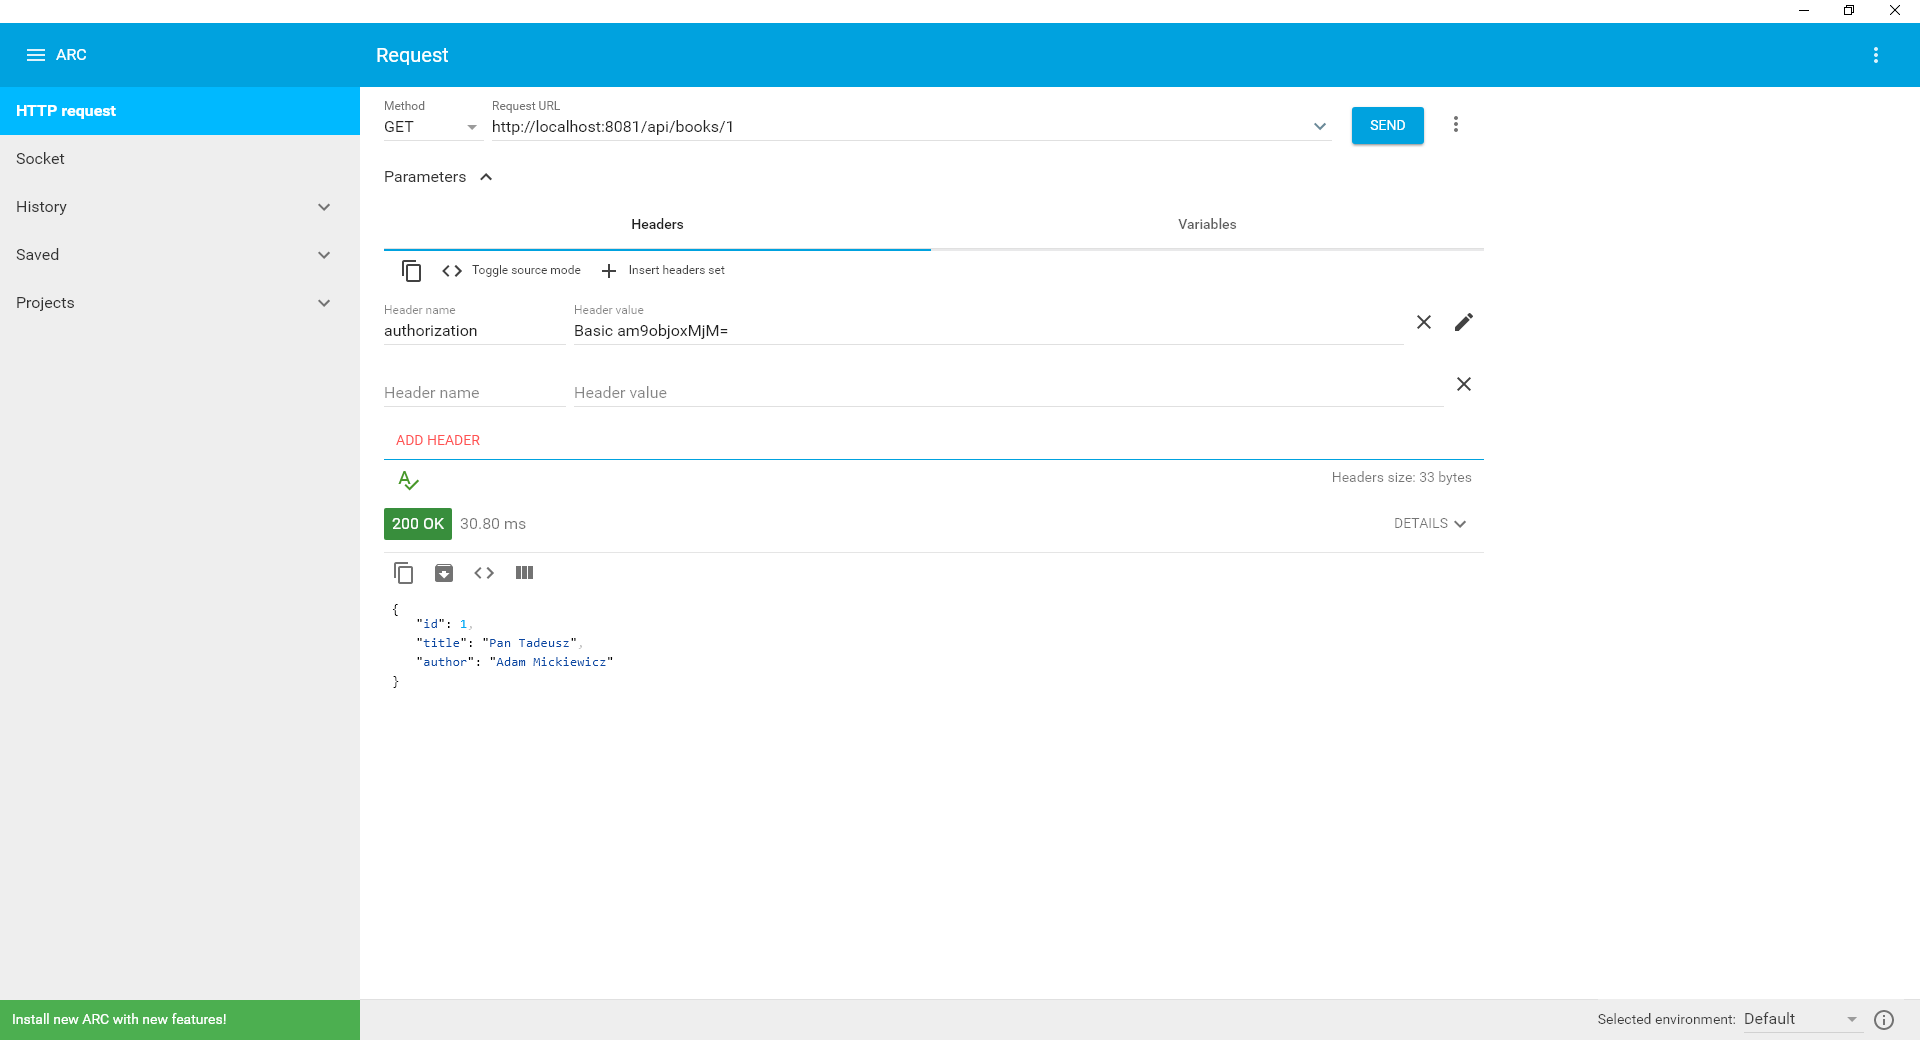 ARC
Request
HTTP request
Socket
History
Saved
Projects
Method
GET
Request URL
http://localhost:8081/api/books/1
SEND
Parameters
Headers
Variables
Toggle source mode
Insert headers set
Header name
authorization
Header value
Basic am9objoxMjM=
Header name
Header value
ADD HEADER
Headers size: 33 bytes
200 OK
30.80 ms
DETAILS
{
"id": 1,
"title": "Pan Tadeusz",
"author": "Adam Mickiewicz"
}
Install new ARC with new features!
Selected environment:
Default